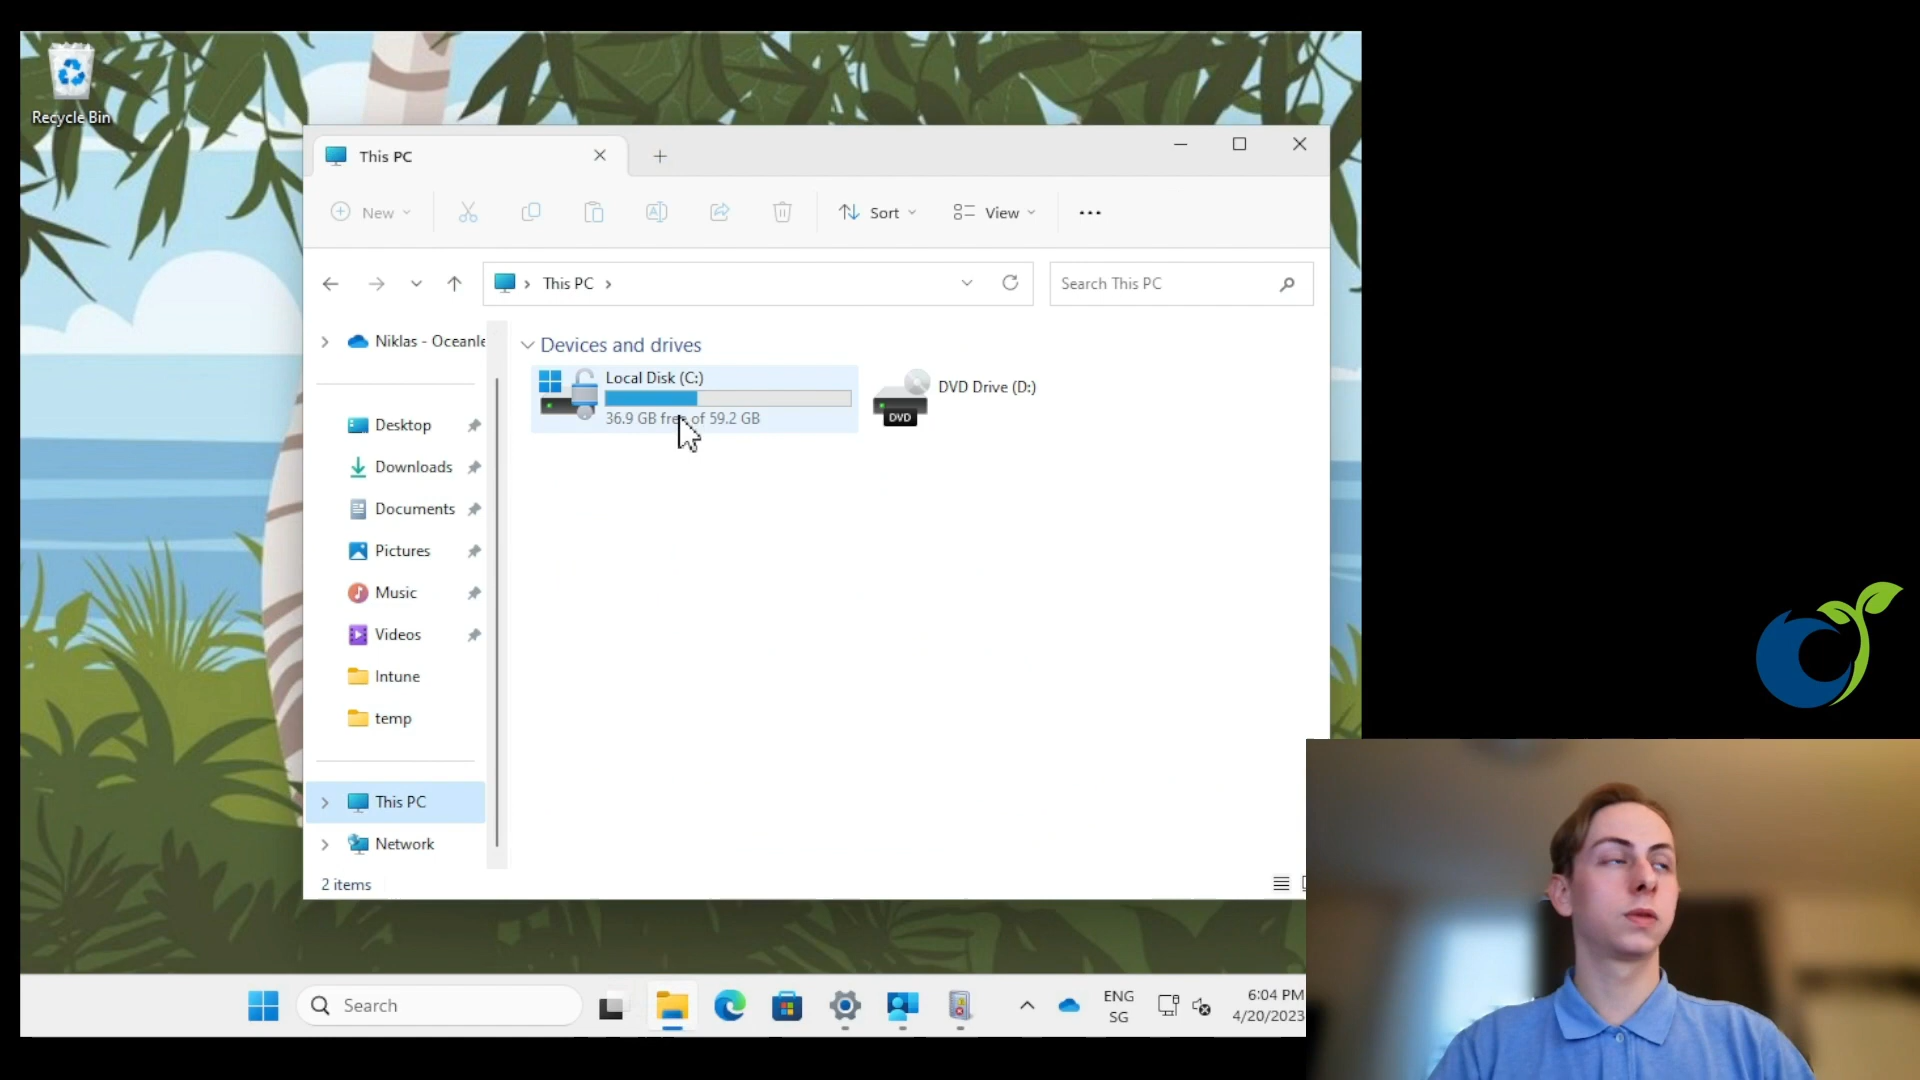 Recycle Bin
This PC
New
Sort
View
This PC
Search This PC
Niklas - Oceanle
Desktop
Downloads
Documents
Pictures
Music
Videos
Intune
temp
This PC
Network
Devices and drives
Local Disk (C:)
36.9 GB free of 59.2 GB
DVD Drive (D:)
DVD
2 items
Search
ENG
SG
6:04 PM
4/20/2023